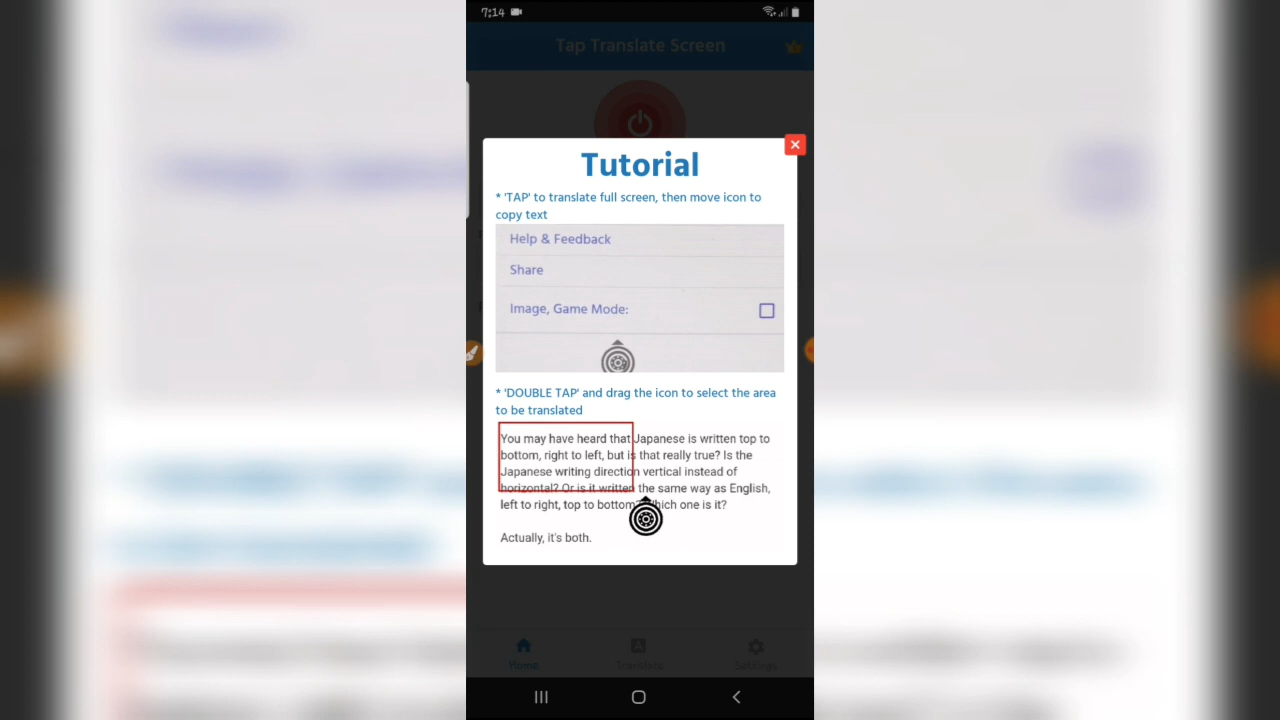 7:14
Tap Translate Screen
Tutorial
* 'TAP' to translate full screen, then move icon to
copy text
Help & Feedback
Share
Image, Game Mode:
* 'DOUBLE TAP' and drag the icon to select the area
to be translated
You may have heard that Japanese is written top to
bottom, right to left, but is that really true? Is the
Japanese writing direction vertical instead of
horizontal? Or is it written the same way as English,
left to right, top to bottom? Which one is it?
Actually, it's both.
Home
Translate
Settings